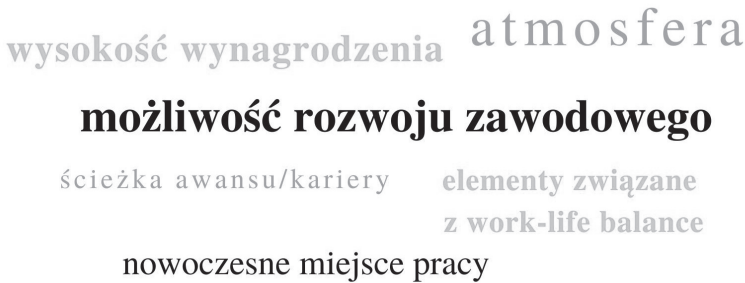 wysokość wynagrodzenia
atmosfera
możliwość rozwoju zawodowego
ścieżka awansu/kariery
elementy związane
z work-life balance
nowoczesne miejsce pracy